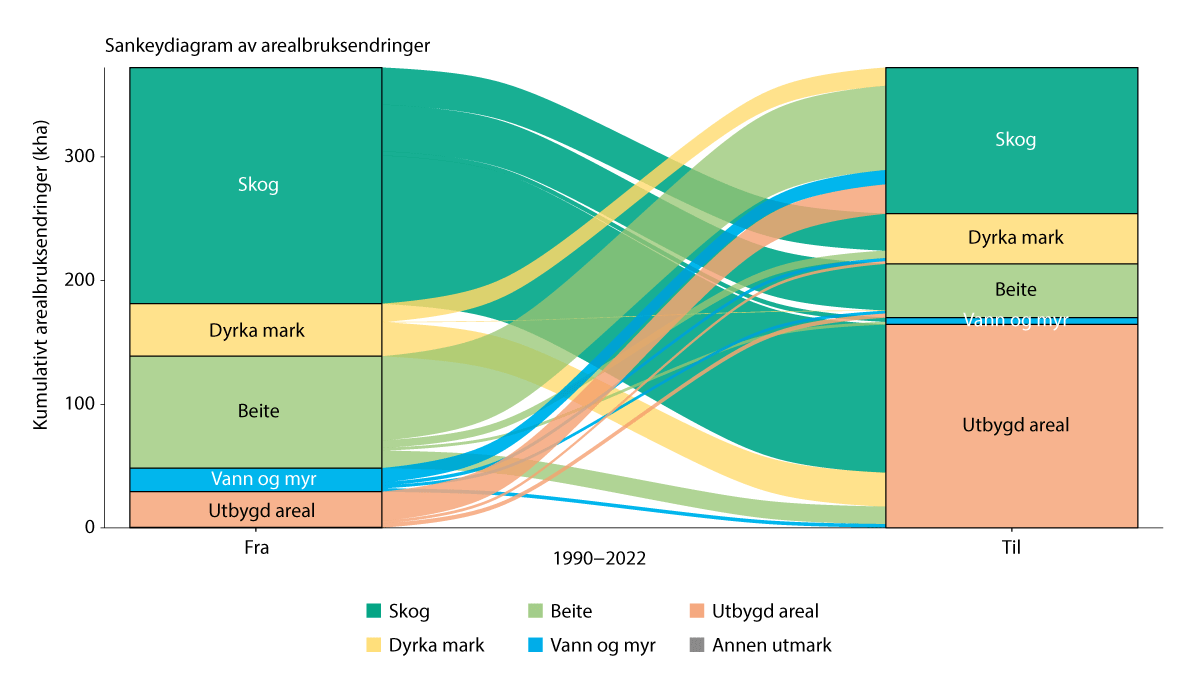 Sankeydiagram av arealbruksendringer
Kumulativt arealbruksendringer (kha)
300
200
100
0
Skog
Dyrka mark
Beite
Vann og myr
Utbygd areal
Skog
Dyrka mark
Beite
Vann og myr
Utbygd areal
Fra
1990–2022
Til
Skog
Beite
Utbygd areal
Dyrka mark
Vann og myr
Annen utmark